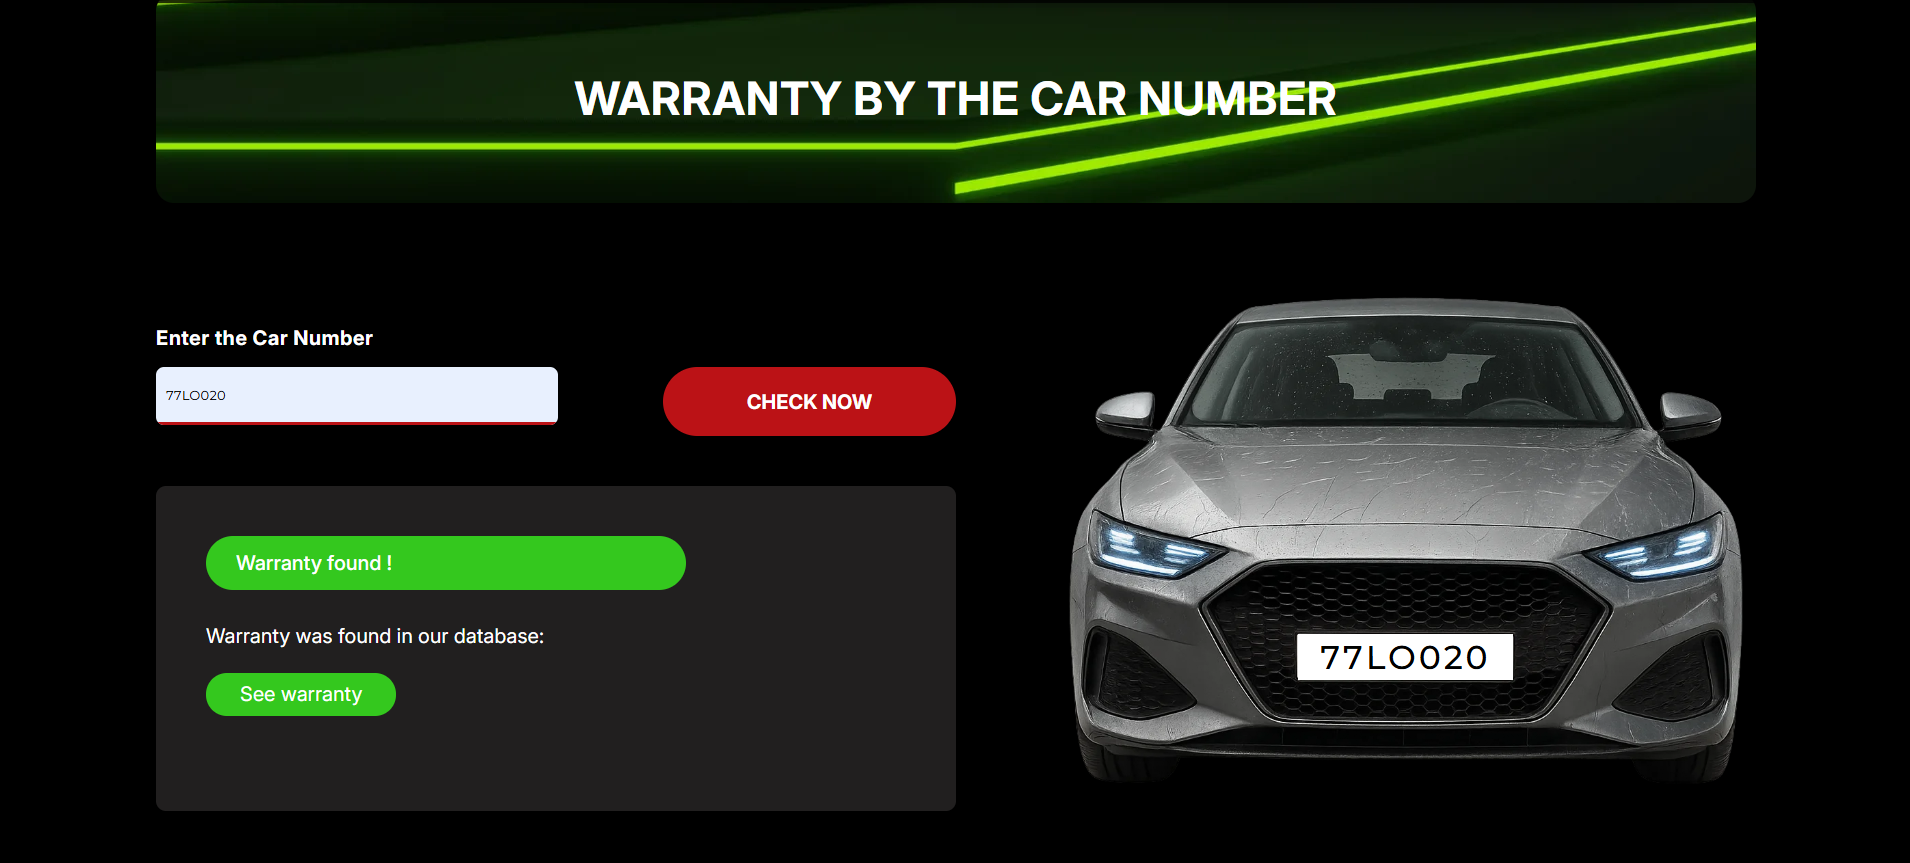 WARRANTY BY THE CAR NUMBER
Enter the Car Number
77LO020
CHECK NOW
Warranty found !
Warranty was found in our database:
See warranty
77LO020